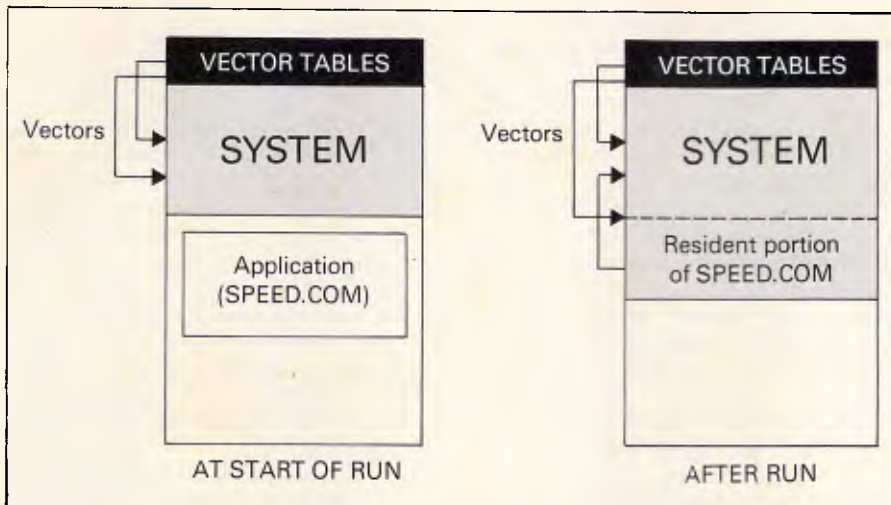 VECTOR TABLES
Vectors
SYSTEM
Application
(SPEED.COM)
AT START OF RUN
VECTOR TABLES
Vectors
SYSTEM
Resident portion
of SPEED.COM
AFTER RUN